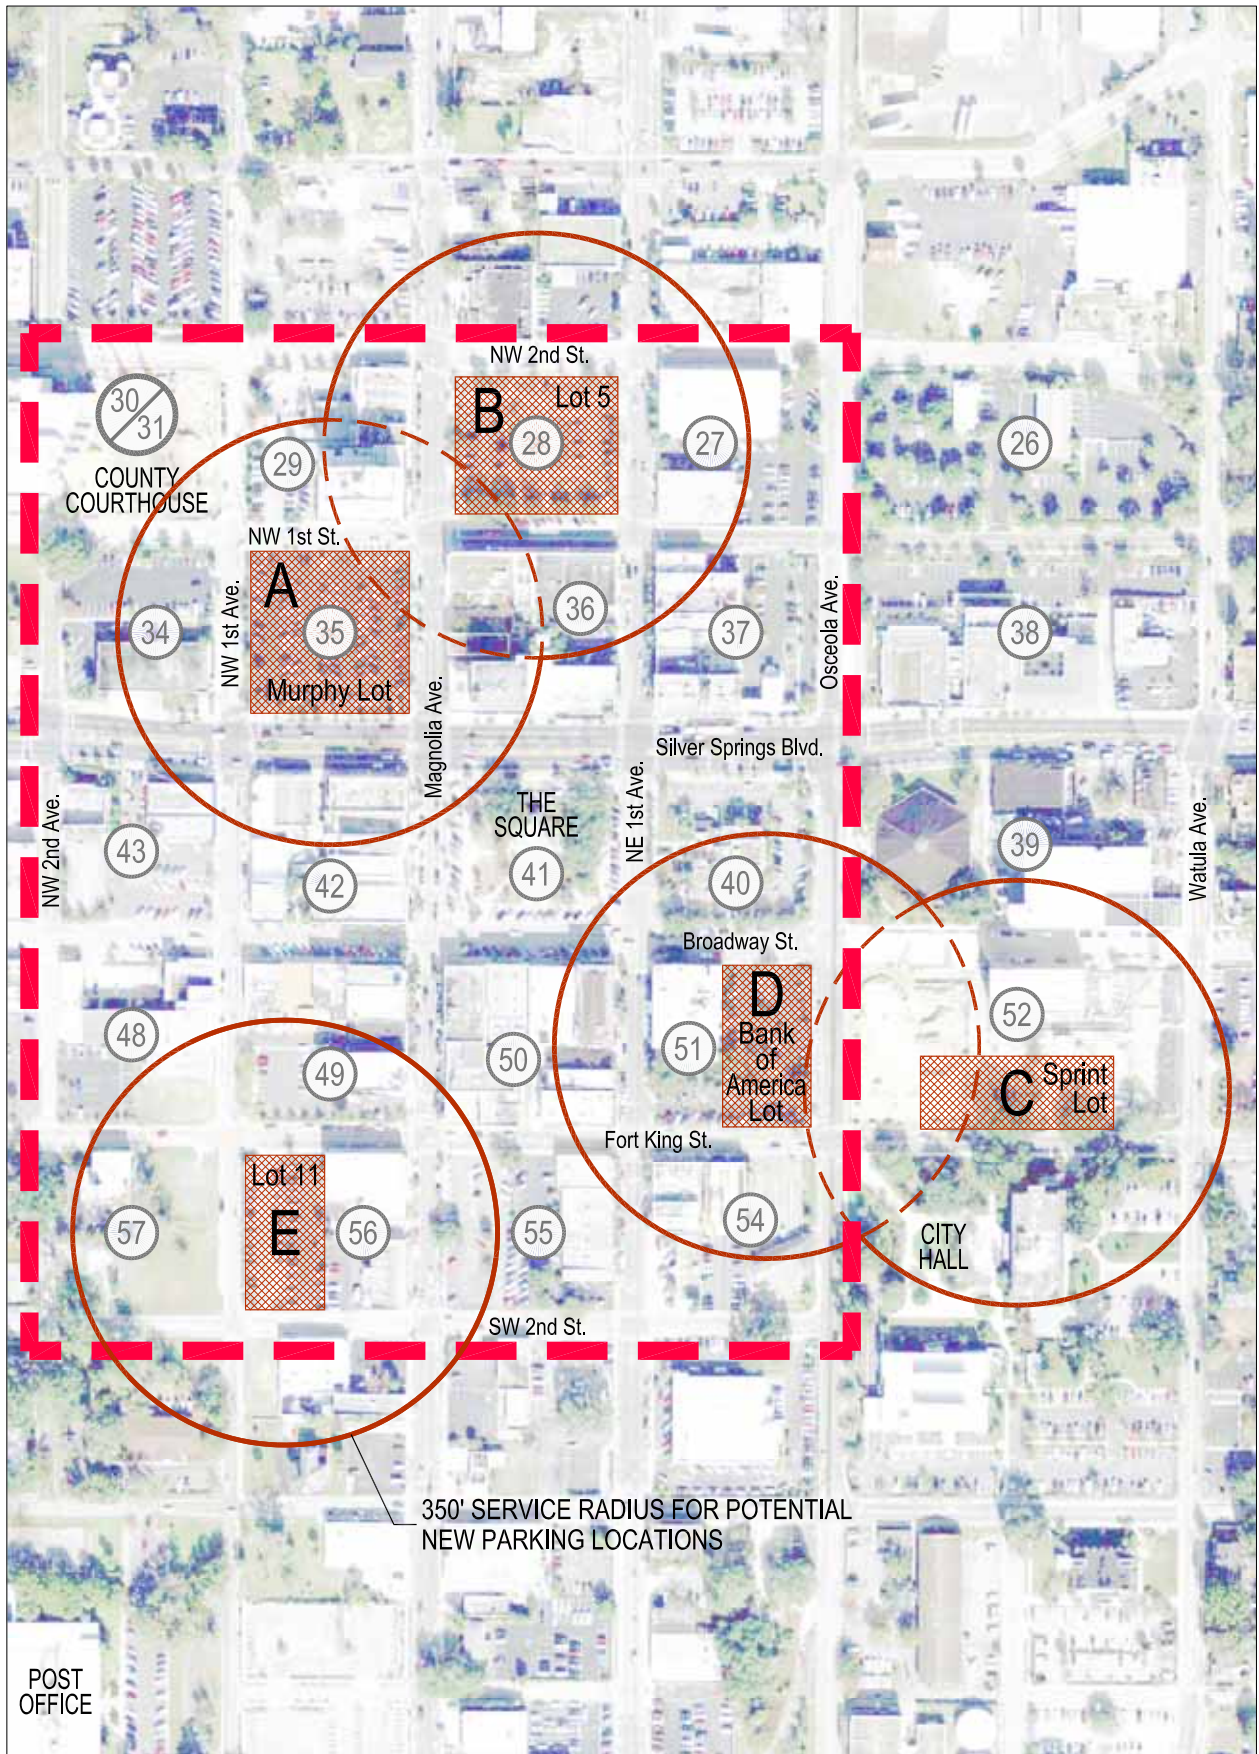 NW 2nd St.
B
Lot 5
30
31
28
27
26
29
COUNTY
COURTHOUSE
NW 1st St.
A
35
Murphy Lot
34
NW 1st Ave.
Magnolia Ave.
36
37
Osceola Ave.
38
Silver Springs Blvd.
NW 2nd Ave.
43
42
THE
SQUARE
41
NE 1st Ave.
40
39
Watula Ave.
Broadway St.
D
Bank
of
America
Lot
51
52
C
Sprint
Lot
48
49
50
Fort King St.
Lot 11
E
57
56
55
54
CITY
HALL
SW 2nd St.
350' SERVICE RADIUS FOR POTENTIAL
NEW PARKING LOCATIONS
POST
OFFICE